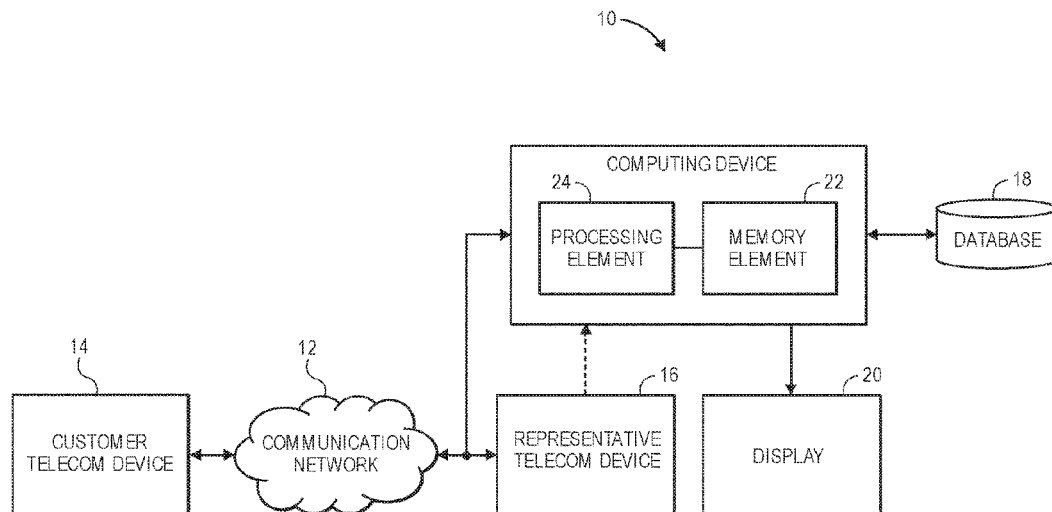 10
COMPUTING DEVICE
24
22
18
PROCESSING
ELEMENT
MEMORY
ELEMENT
DATABASE
14
12
16
20
CUSTOMER
TELECOM DEVICE
COMMUNICATION
NETWORK
REPRESENTATIVE
TELECOM DEVICE
DISPLAY